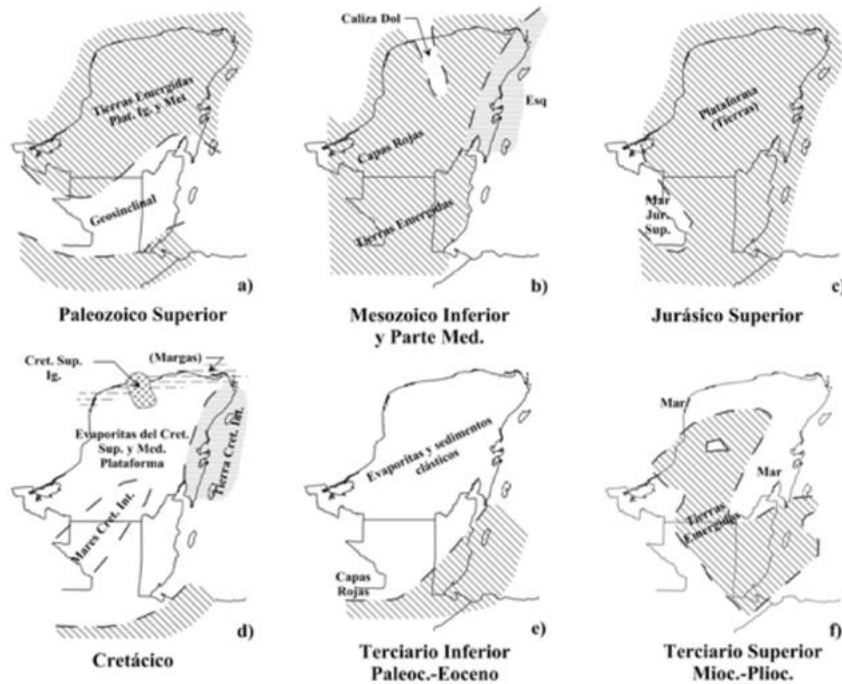 Tierras Emergidas
Plat. Ig. y Met
Geosinclinal
a)
Paleozoico Superior
Caliza Dol
Esq
Capas Rojas
Tierras Emergidas
b)
Mesozoico Inferior
y Parte Med.
Plataforma
(Tierras)
Mar
Jur.
Sup.
c)
Jurásico Superior
Cret. Sup.
Ig.
(Margas)
Evaporitas del Cret.
Sup. y Med.
Plataforma
Tierra Cret. Int.
Mares Cret. Int.
d)
Cretácico
Evaporitas y sedimentos
clásticos
Capas
Rojas
e)
Terciario Inferior
Paleoc.-Eoceno
Mar
Mar
Tierras
Emergidas
f)
Terciario Superior
Mioc.-Plioc.